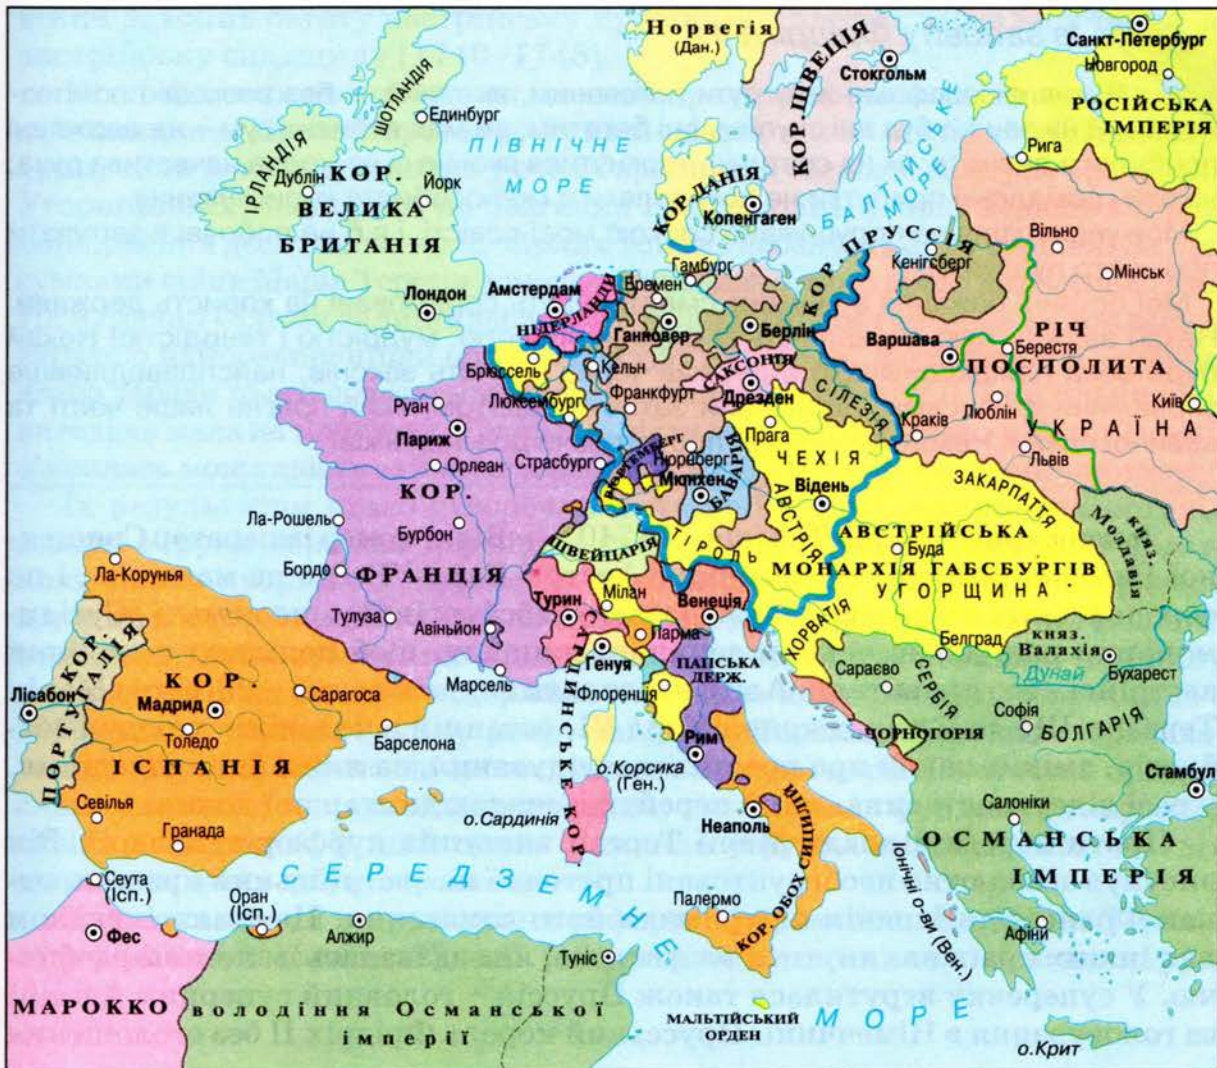 Норвегія
(Дан.)
КОР. ШВЕЦІЯ
Стокгольм
Санкт-Петербург
Новгород
РОСІЙСЬКА
ІМПЕРІЯ
Рига
ШОТЛАНДІЯ
Единбург
ІРЛАНДІЯ
Дублін
КОР.
Йорк
ВЕЛИКА
БРИТАНІЯ
Лондон
ПІВНІЧНЕ
МОРЕ
КОР. ДАНІЯ
Копенгаген
БАЛТІЙСЬКЕ
МОРЕ
КОР. ПРУССІЯ
Кенігсберг
Вільно
Мінськ
Гамбург
Бремен
Амстердам
НІДЕРЛАНДИ
Ганновер
Берлін
Варшава
РІЧ
Берестя
ПОСПОЛИТА
Київ
Люблін
УКРАЇНА
Львів
Краків
Брюссель
Кельн
САКСОНІЯ
Дрезден
СІЛЕЗІЯ
Люксембург
Франкфурт
Прага
ЧЕХІЯ
Руан
Париж
Орлеан
Страсбург
ВЮРТЕМБЕРГ
Нюрнберг
Мюнхен
БАВАРІЯ
АВСТРІЯ
Відень
ЗАКАРПАТТЯ
КОР.
Ла-Рошель
Бурбон
Бордо
ФРАНЦІЯ
ШВЕЙЦАРІЯ
ТІРОЛЬ
АВСТРІЙСЬКА
Буда
МОНАРХІЯ ГАБСБУРГІВ
УГОРЩИНА
княз.
Молдавія
Ла-Корунья
Тулуза
Авіньйон
Марсель
Турин
Мілан
Венеція
Парма
Генуя
САРДИНСЬКЕ КОР.
ХОРВАТІЯ
Белград
княз.
Валахія
Бухарест
Дунай
Сараєво
СЕРБІЯ
Софія
БОЛГАРІЯ
ЧОРНОГОРІЯ
Флоренція
ПАПСЬКА
ДЕРЖ.
Рим
КОР. ПОРТУГАЛІЯ
Лісабон
КОР.
Мадрид
Сарагоса
Толедо
Барселона
ІСПАНІЯ
Севілья
Гранада
о.Корсика
(Ген.)
о.Сардинія
Неаполь
КОР. ОБОХ СИЦИЛІЙ
Палермо
Стамбул
Салоніки
ОСМАНСЬКА
ІМПЕРІЯ
Іонічні о-ви (Вен.)
Афіни
СЕРЕДЗЕМНЕ
МОРЕ
Сеута
(Ісп.)
Оран
(Ісп.)
Фес
Алжир
Туніс
МАРОККО
володіння Османської
імперії
МАЛЬТІЙСЬКИЙ
ОРДЕН
о.Крит